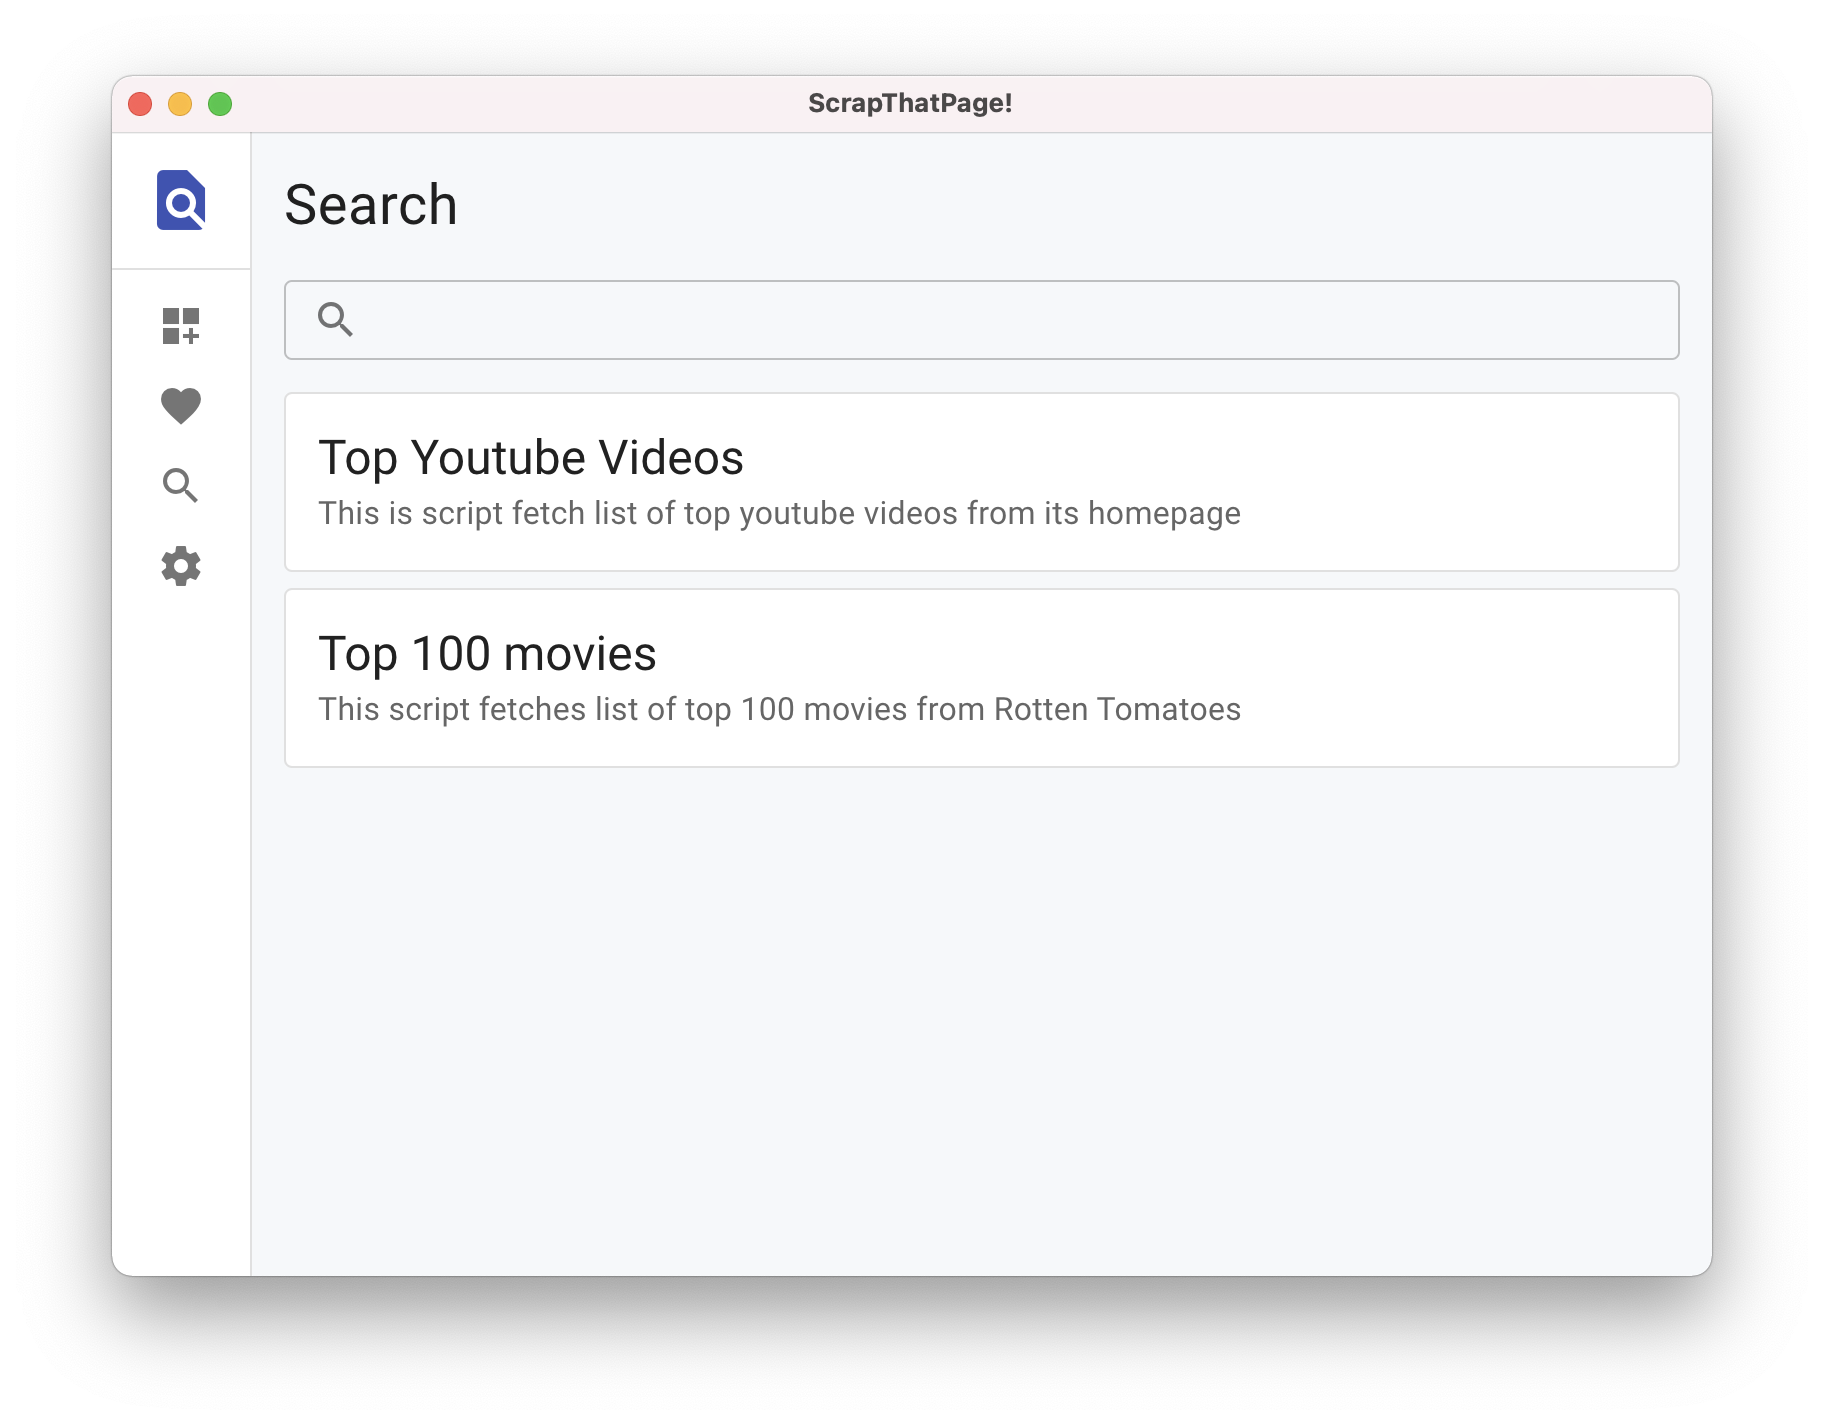 ScrapThatPage!
Search
Top Youtube Videos
This is script fetch list of top youtube videos from its homepage
Top 100 movies
This script fetches list of top 100 movies from Rotten Tomatoes